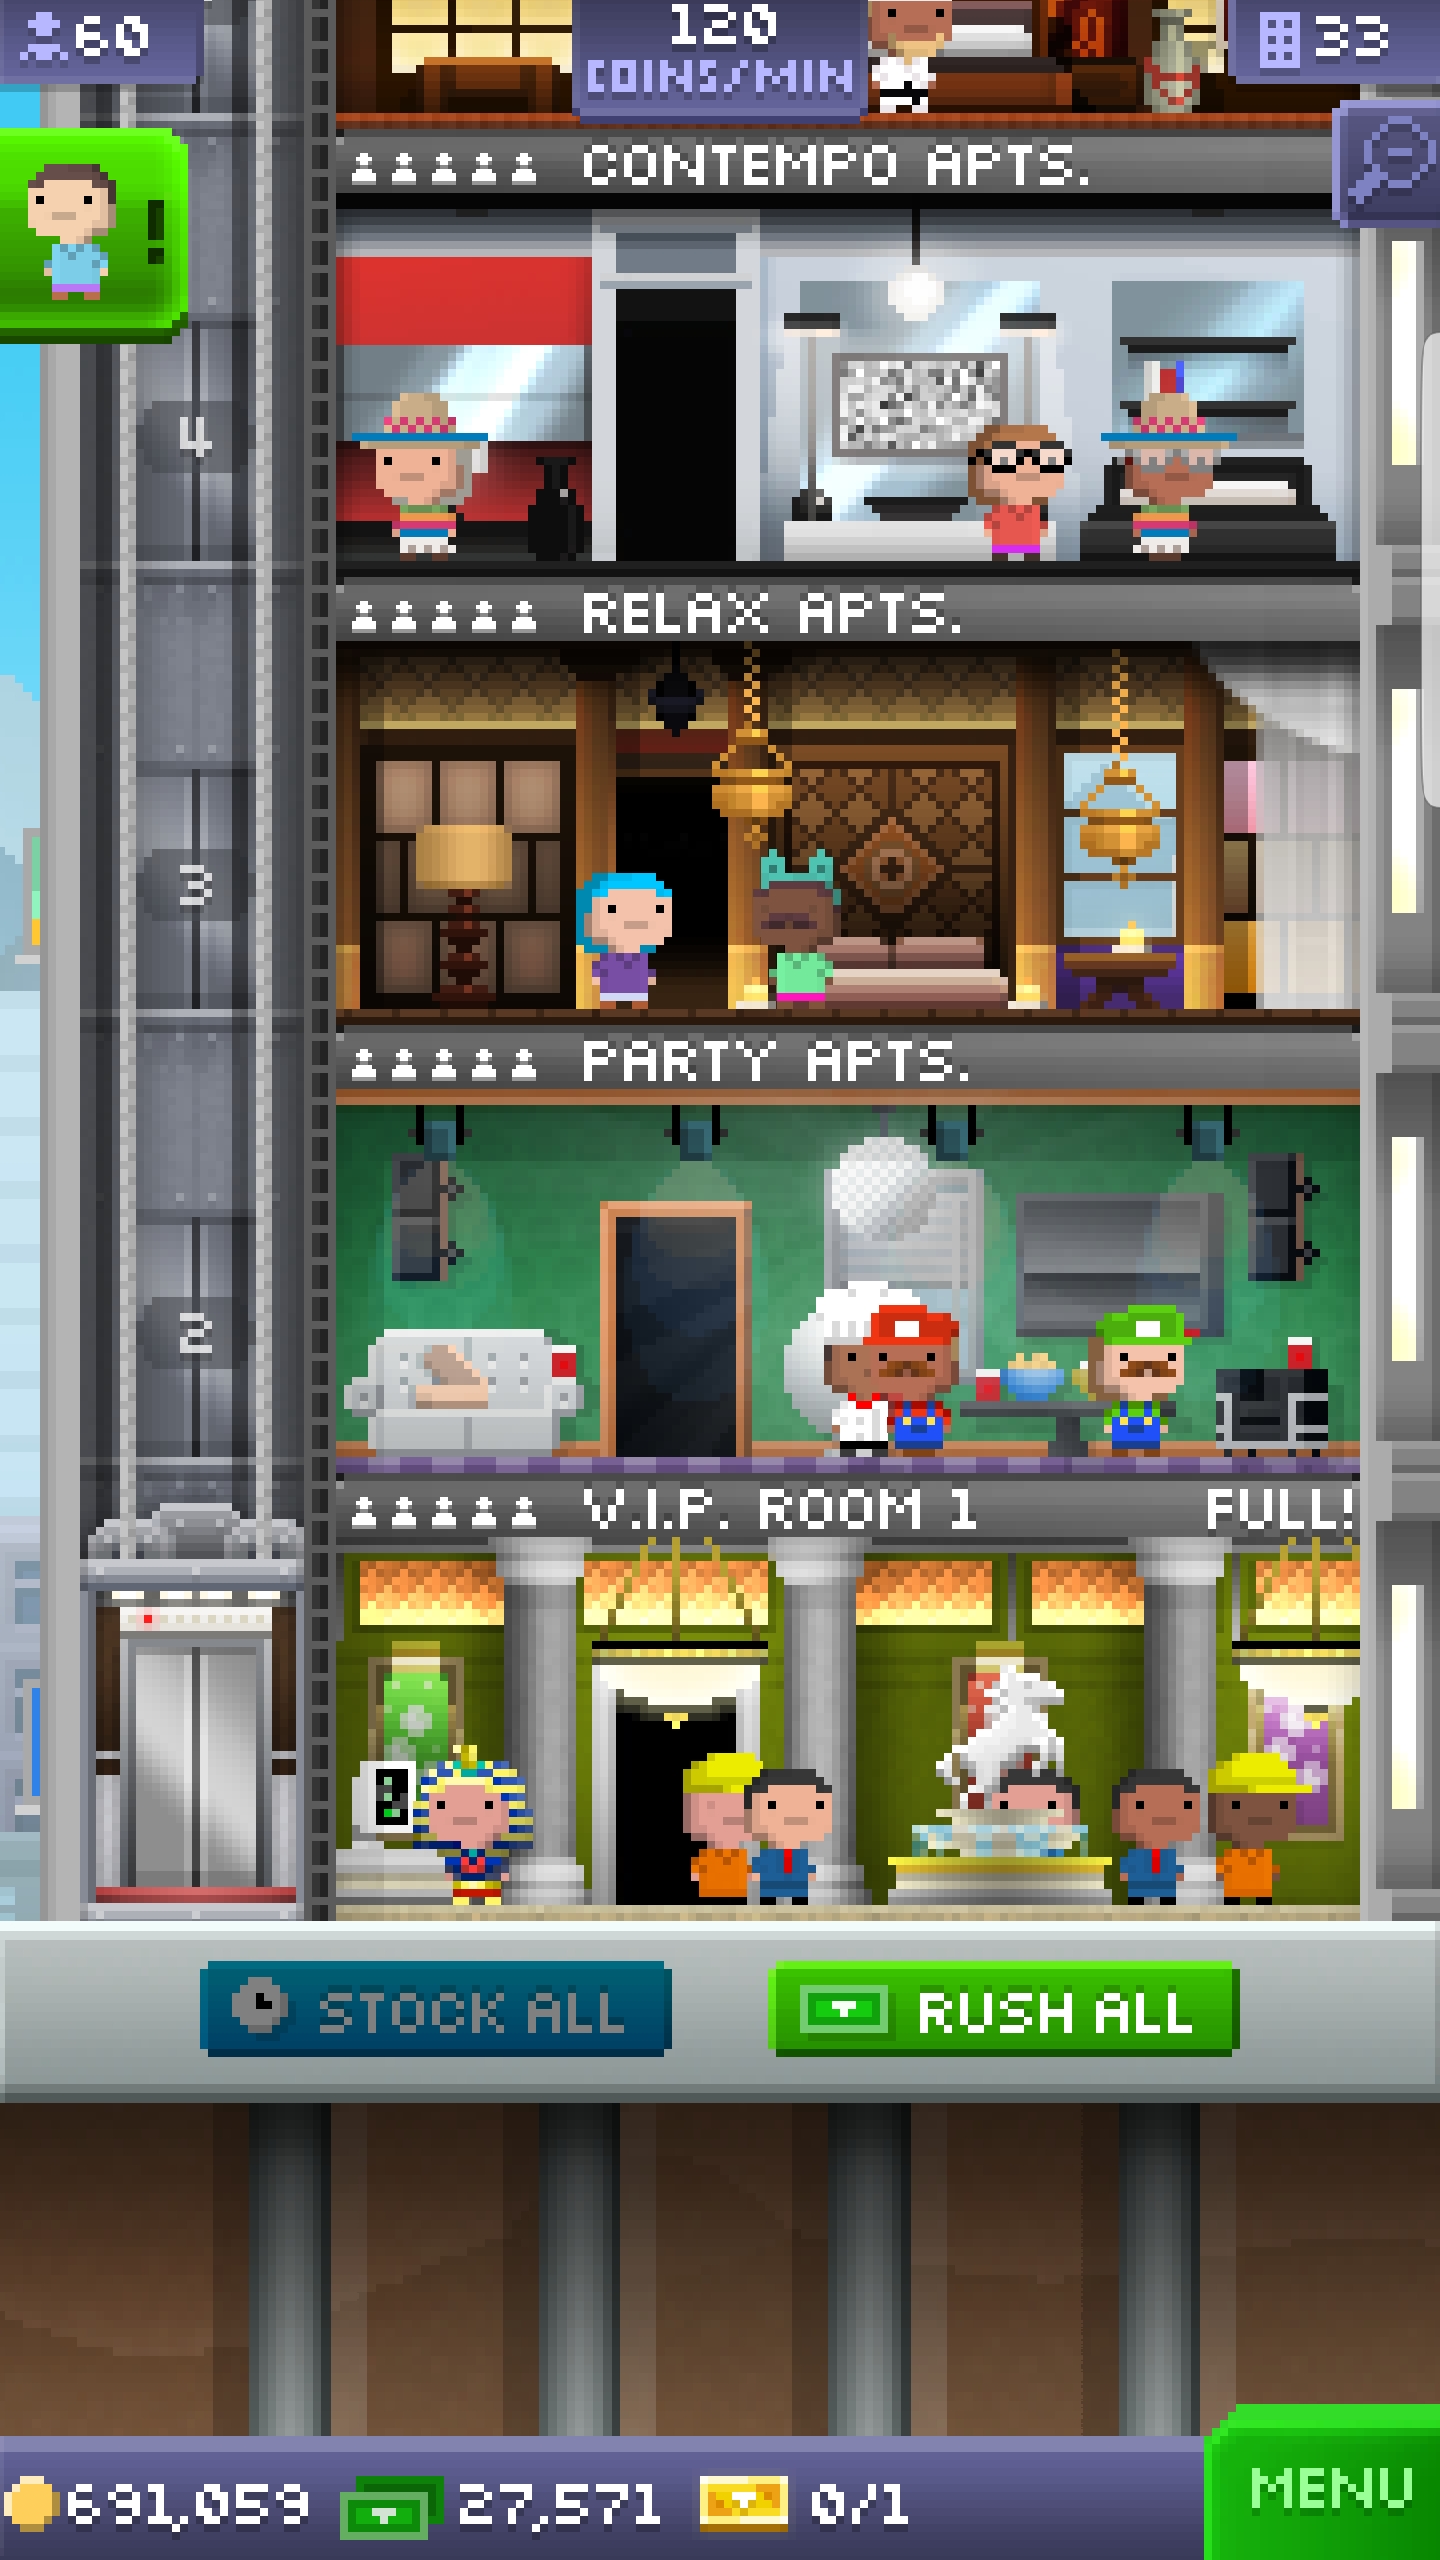 60
120
COINS/MIN
33
!
CONTEMPO APTS.
4
RELAX APTS.
3
PARTY APTS.
2
V.I.P. ROOM 1 FULL!
STOCK ALL
RUSH ALL
691,059 27,571 0/1
MENU